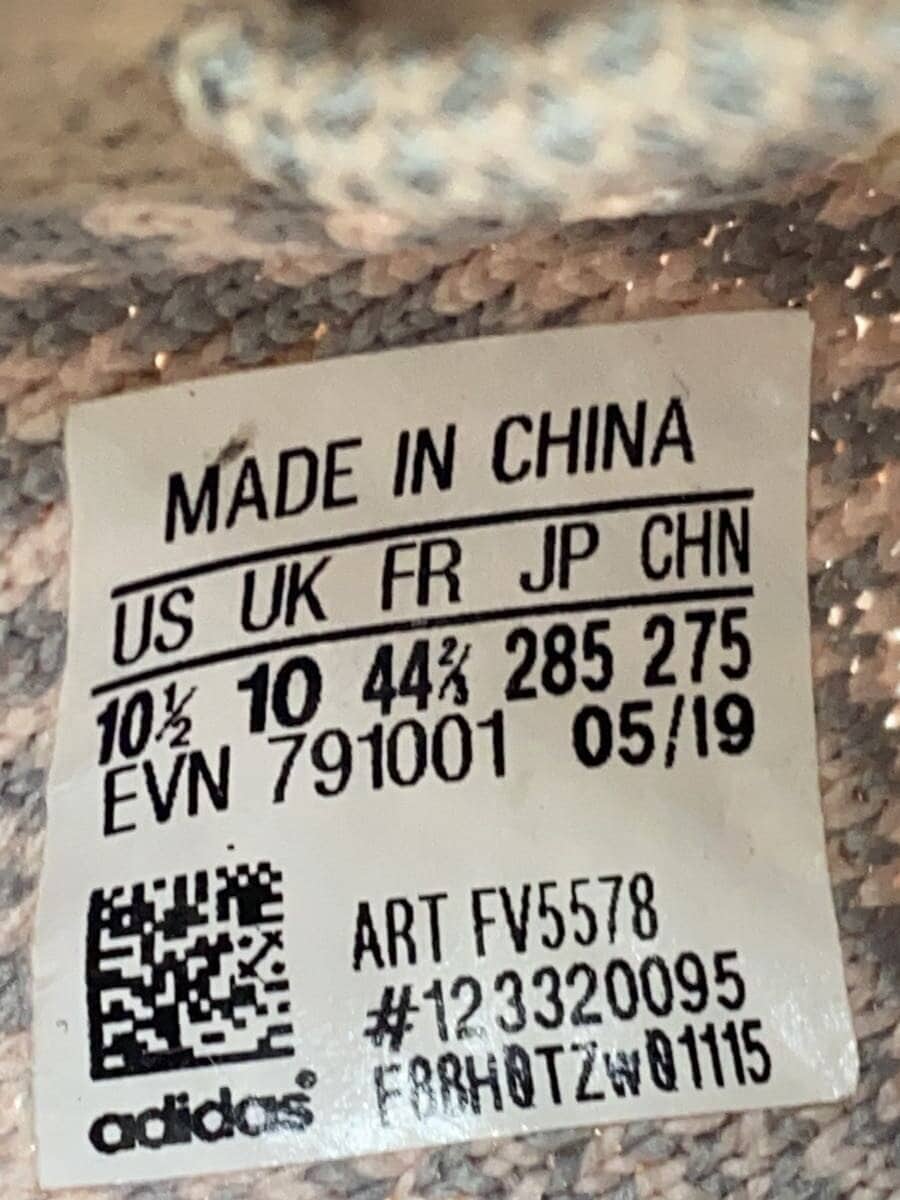 MADE IN CHINA
US UK FR JP CHN
10½ 10 44⅔ 285 275
EVN 791001 05/19
ART FV5578
#123320095
adidas®